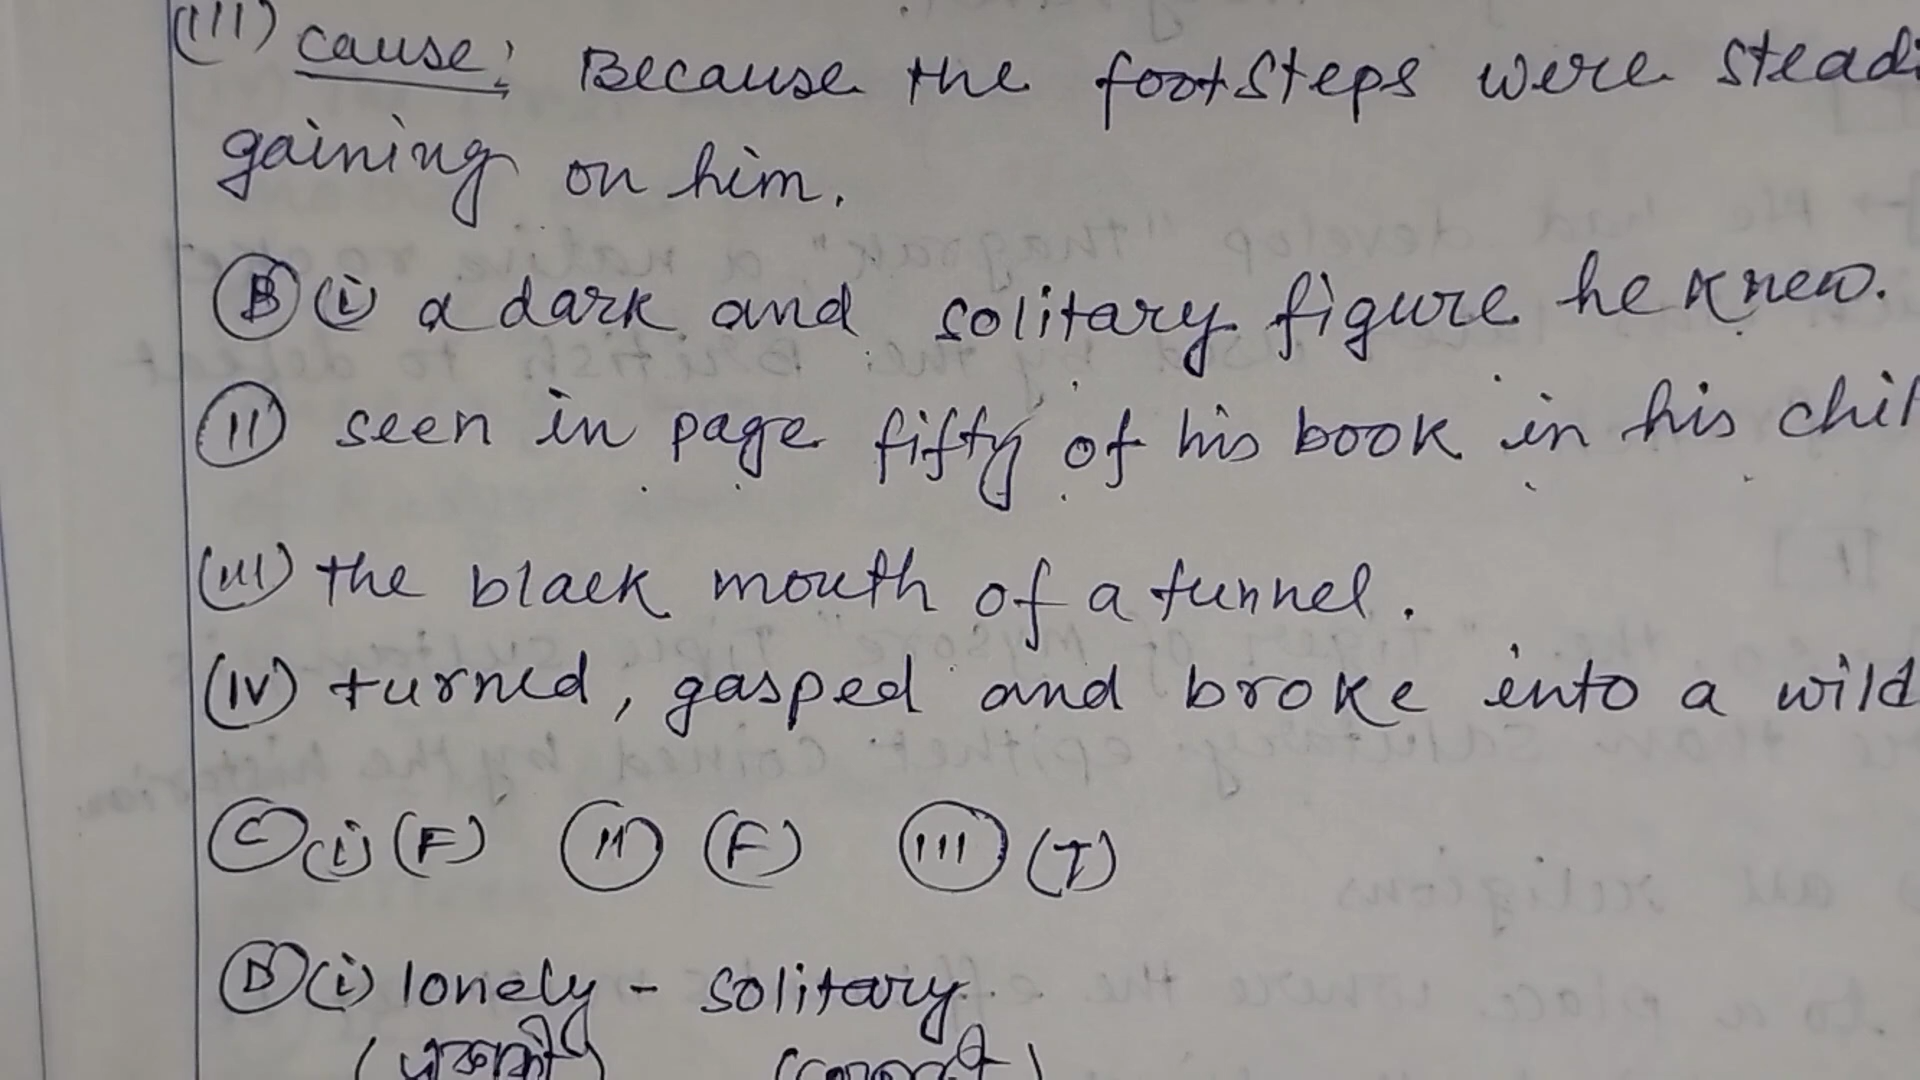 (III) cause: Because the footsteps were
gaining on him.
(B) (i) a dark and solitary figure he knew.
(II) seen in page fifty of his book in his
(III) the black mouth of a tunnel.
(IV) turned, gasped and broke into a wild
(C) (i) (F) (II) (F) (III) (T)
(D) (i) lonely - solitary